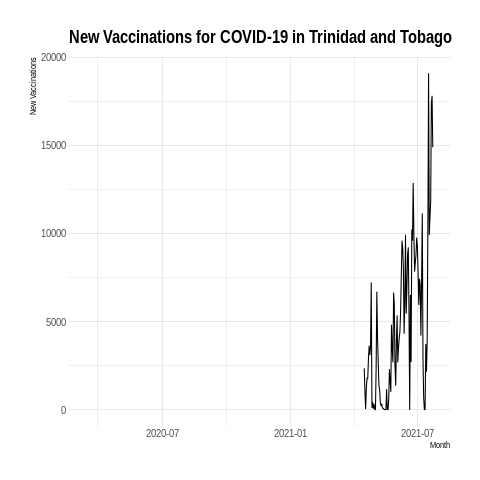 New Vaccinations for COVID-19 in Trinidad and Tobago
New Vaccinations
20000
15000
10000
5000
0
2020-07
2021-01
2021-07
Month